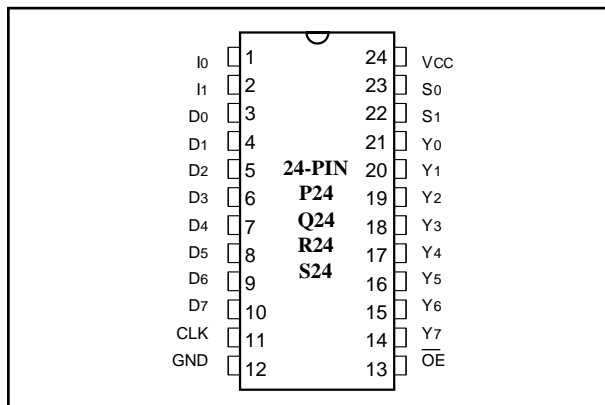 I0 1 24 VCC
I1 2 23 S0
D0 3 22 S1
D1 4 21 Y0
D2 5 24-PIN 20 Y1
D3 6 P24 19 Y2
D4 7 Q24 18 Y3
D5 8 R24 17 Y4
D6 9 S24 16 Y5
D7 10 15 Y6
CLK 11 14 Y7
GND 12 13 O̅E̅